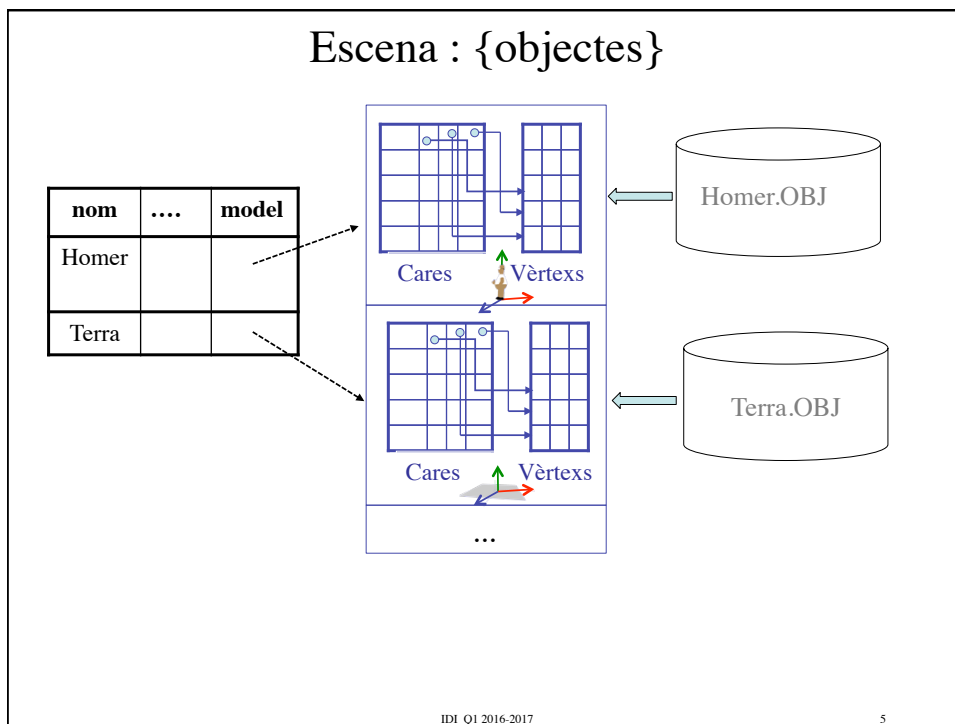 Escena : {objectes}
nom .... model
Homer
Terra
Cares Vèrtexs
Cares Vèrtexs
...
Homer.OBJ
Terra.OBJ
IDI Q1 2016-2017 5